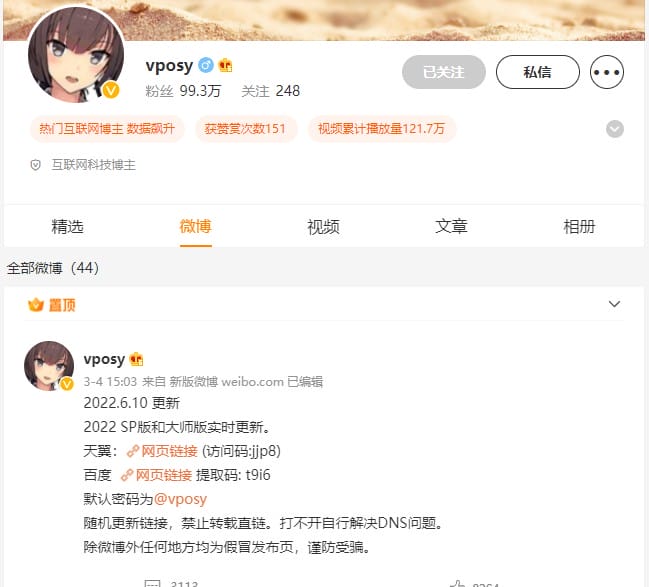 vposy
粉丝 99.3万 关注 248
已关注
私信
热门互联网博主 数据飙升 获赞赏次数151 视频累计播放量121.7万
互联网科技博主
精选 微博 视频 文章 相册
全部微博（44）
置顶
vposy
3-4 15:03 来自 新版微博 weibo.com 已编辑
2022.6.10 更新
2022 SP版和大师版实时更新。
天翼：网页链接 (访问码:jjp8)
百度 网页链接 提取码: t9i6
默认密码为@vposy
随机更新链接，禁止转载直链。打不开自行解决DNS问题。
除微博外任何地方均为假冒发布页，谨防受骗。